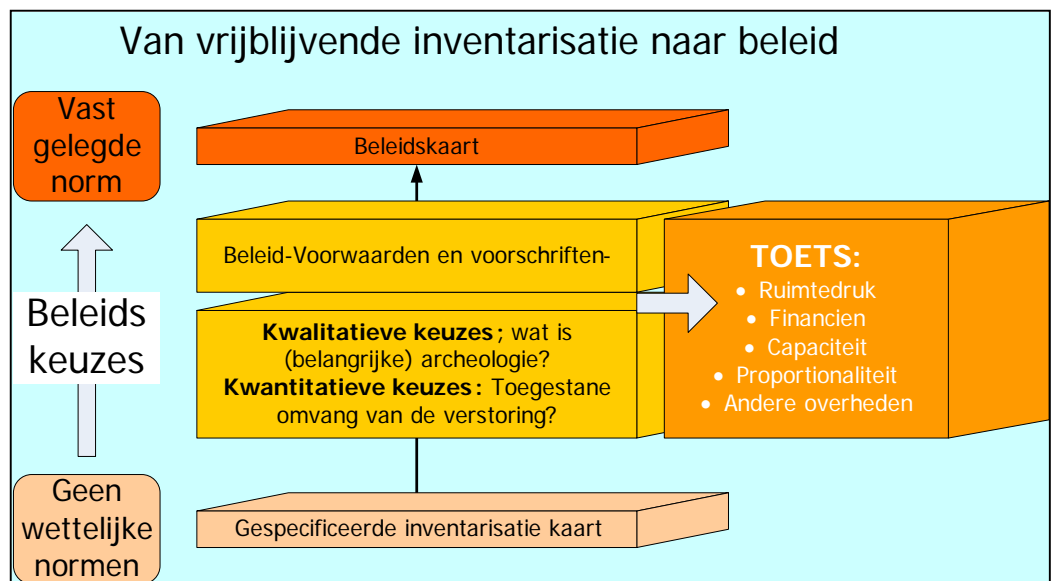 Van vrijblijvende inventarisatie naar beleid
Vast
gelegde
norm
Beleidskaart
Beleid-Voorwaarden en voorschriften-
TOETS:
• Ruimtedruk
• Financien
• Capaciteit
• Proportionaliteit
• Andere overheden
Beleids
keuzes
Kwalitatieve keuzes; wat is
(belangrijke) archeologie?
Kwantitatieve keuzes: Toegestane
omvang van de verstoring?
Geen
wettelijke
normen
Gespecificeerde inventarisatie kaart